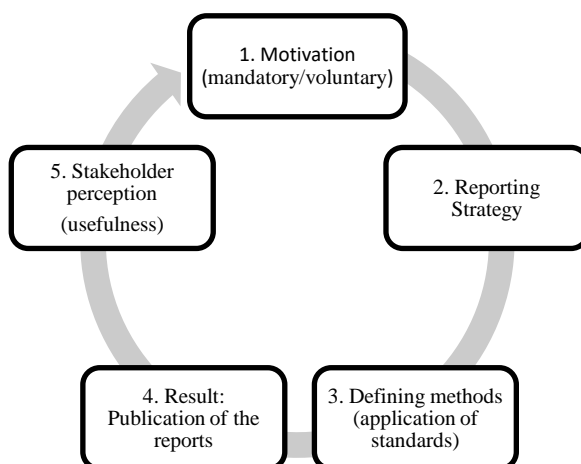 1. Motivation
(mandatory/voluntary)
2. Reporting
Strategy
3. Defining methods
(application of
standards)
4. Result:
Publication of the
reports
5. Stakeholder
perception
(usefulness)